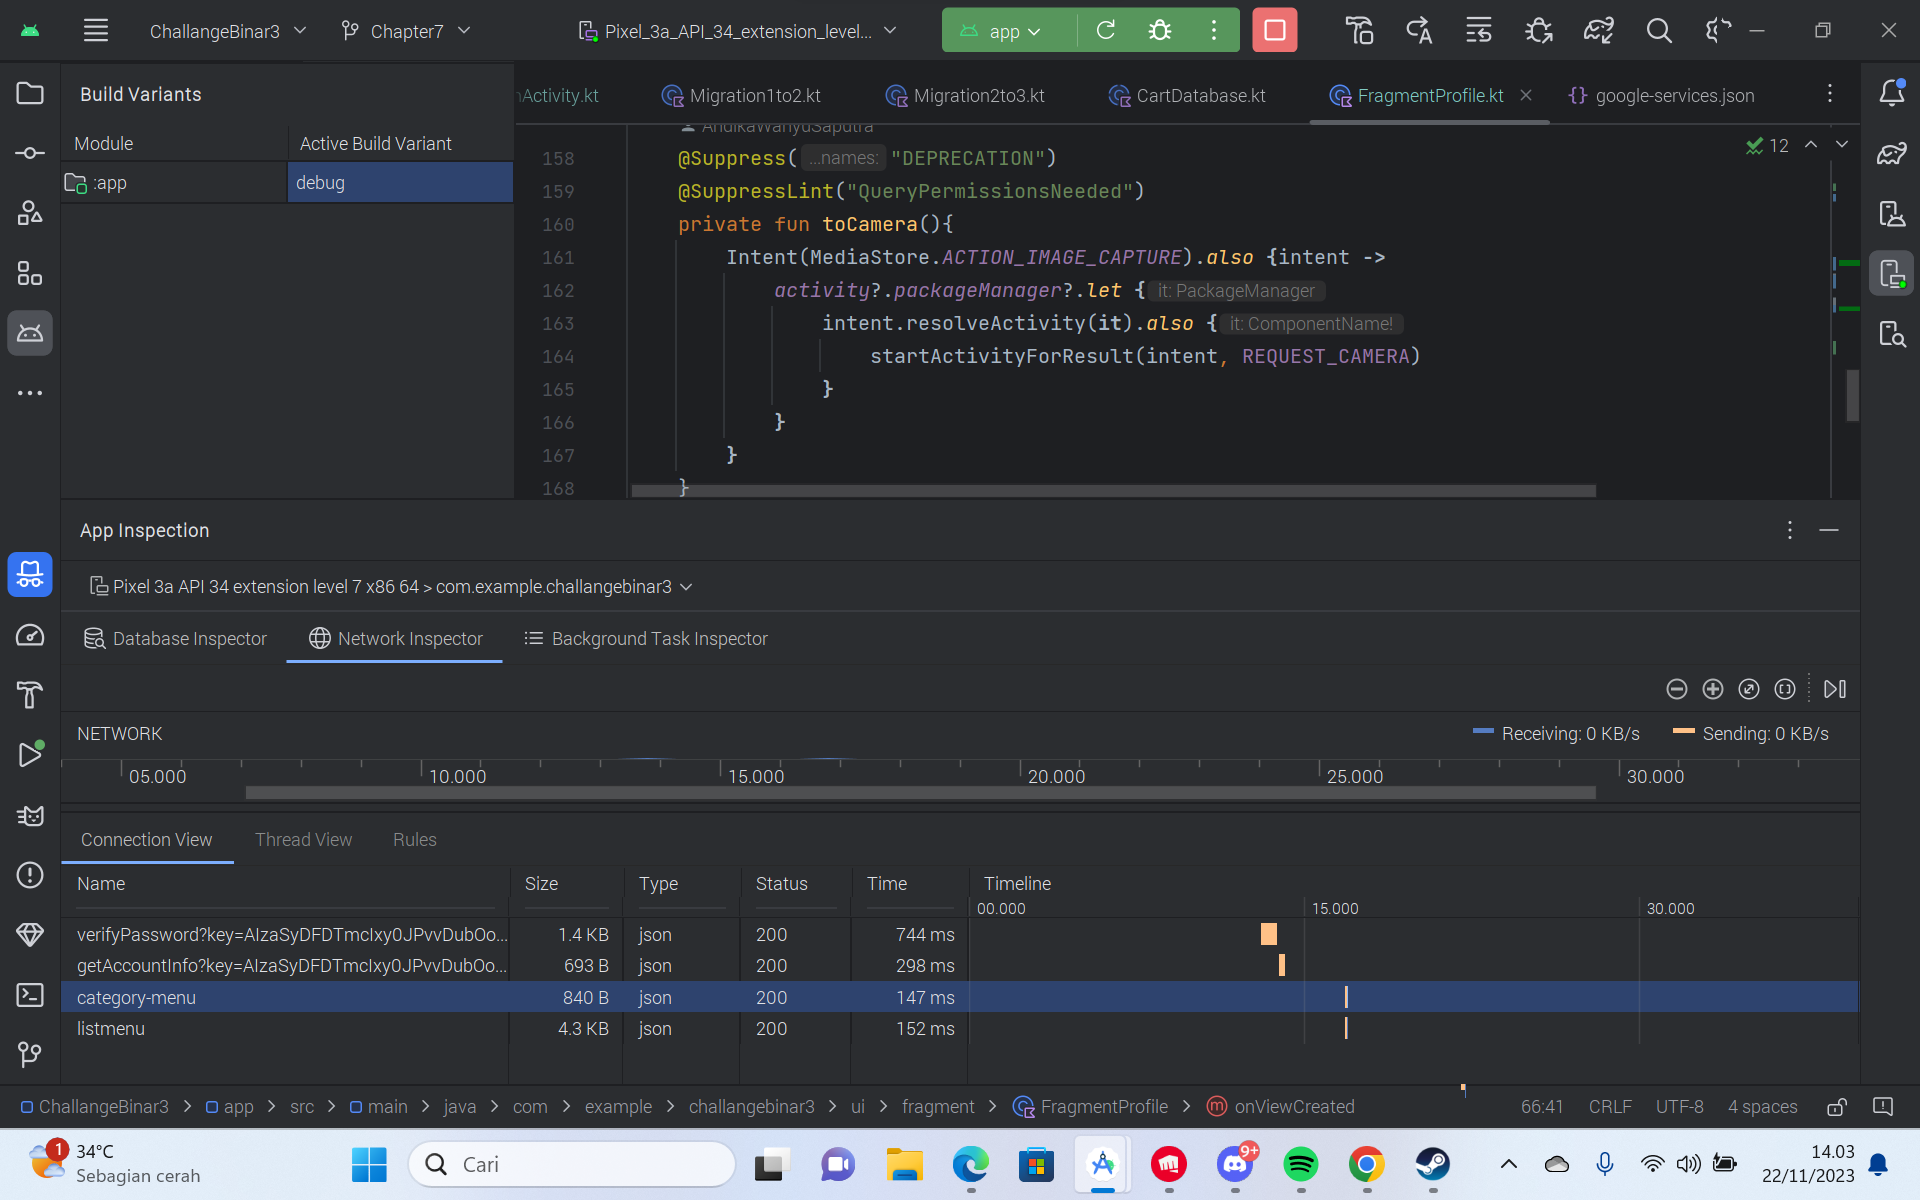 ChallangeBinar3
Chapter7
Pixel_3a_API_34_extension_level...
app
Build Variants
Module
Active Build Variant
:app
debug
Activity.kt
Migration1to2.kt
Migration2to3.kt
CartDatabase.kt
FragmentProfile.kt
{} google-services.json
AndikaWahyuSaputra
12
158 @Suppress( ...names: "DEPRECATION")
159 @SuppressLint("QueryPermissionsNeeded")
160 private fun toCamera(){
161 Intent(MediaStore.ACTION_IMAGE_CAPTURE).also {intent ->
162 activity?.packageManager?.let { it: PackageManager
163 intent.resolveActivity(it).also { it: ComponentName!
164 startActivityForResult(intent, REQUEST_CAMERA)
165 }
166 }
167 }
168 }
App Inspection
Pixel 3a API 34 extension level 7 x86 64 > com.example.challangebinar3
Database Inspector
Network Inspector
Background Task Inspector
NETWORK
Receiving: 0 KB/s
Sending: 0 KB/s
05.000 10.000 15.000 20.000 25.000 30.000
Connection View
Thread View
Rules
Name Size Type Status Time Timeline
00.000 15.000 30.000
verifyPassword?key=AIzaSyDFDTmcIxy0JPvvDubOo... 1.4 KB json 200 744 ms
getAccountInfo?key=AIzaSyDFDTmcIxy0JPvvDubOo... 693 B json 200 298 ms
category-menu 840 B json 200 147 ms
listmenu 4.3 KB json 200 152 ms
ChallangeBinar3 > app > src > main > java > com > example > challangebinar3 > ui > fragment > FragmentProfile > m onViewCreated
66:41 CRLF UTF-8 4 spaces
1
34°C
Sebagian cerah
Cari
9+
14.03
22/11/2023